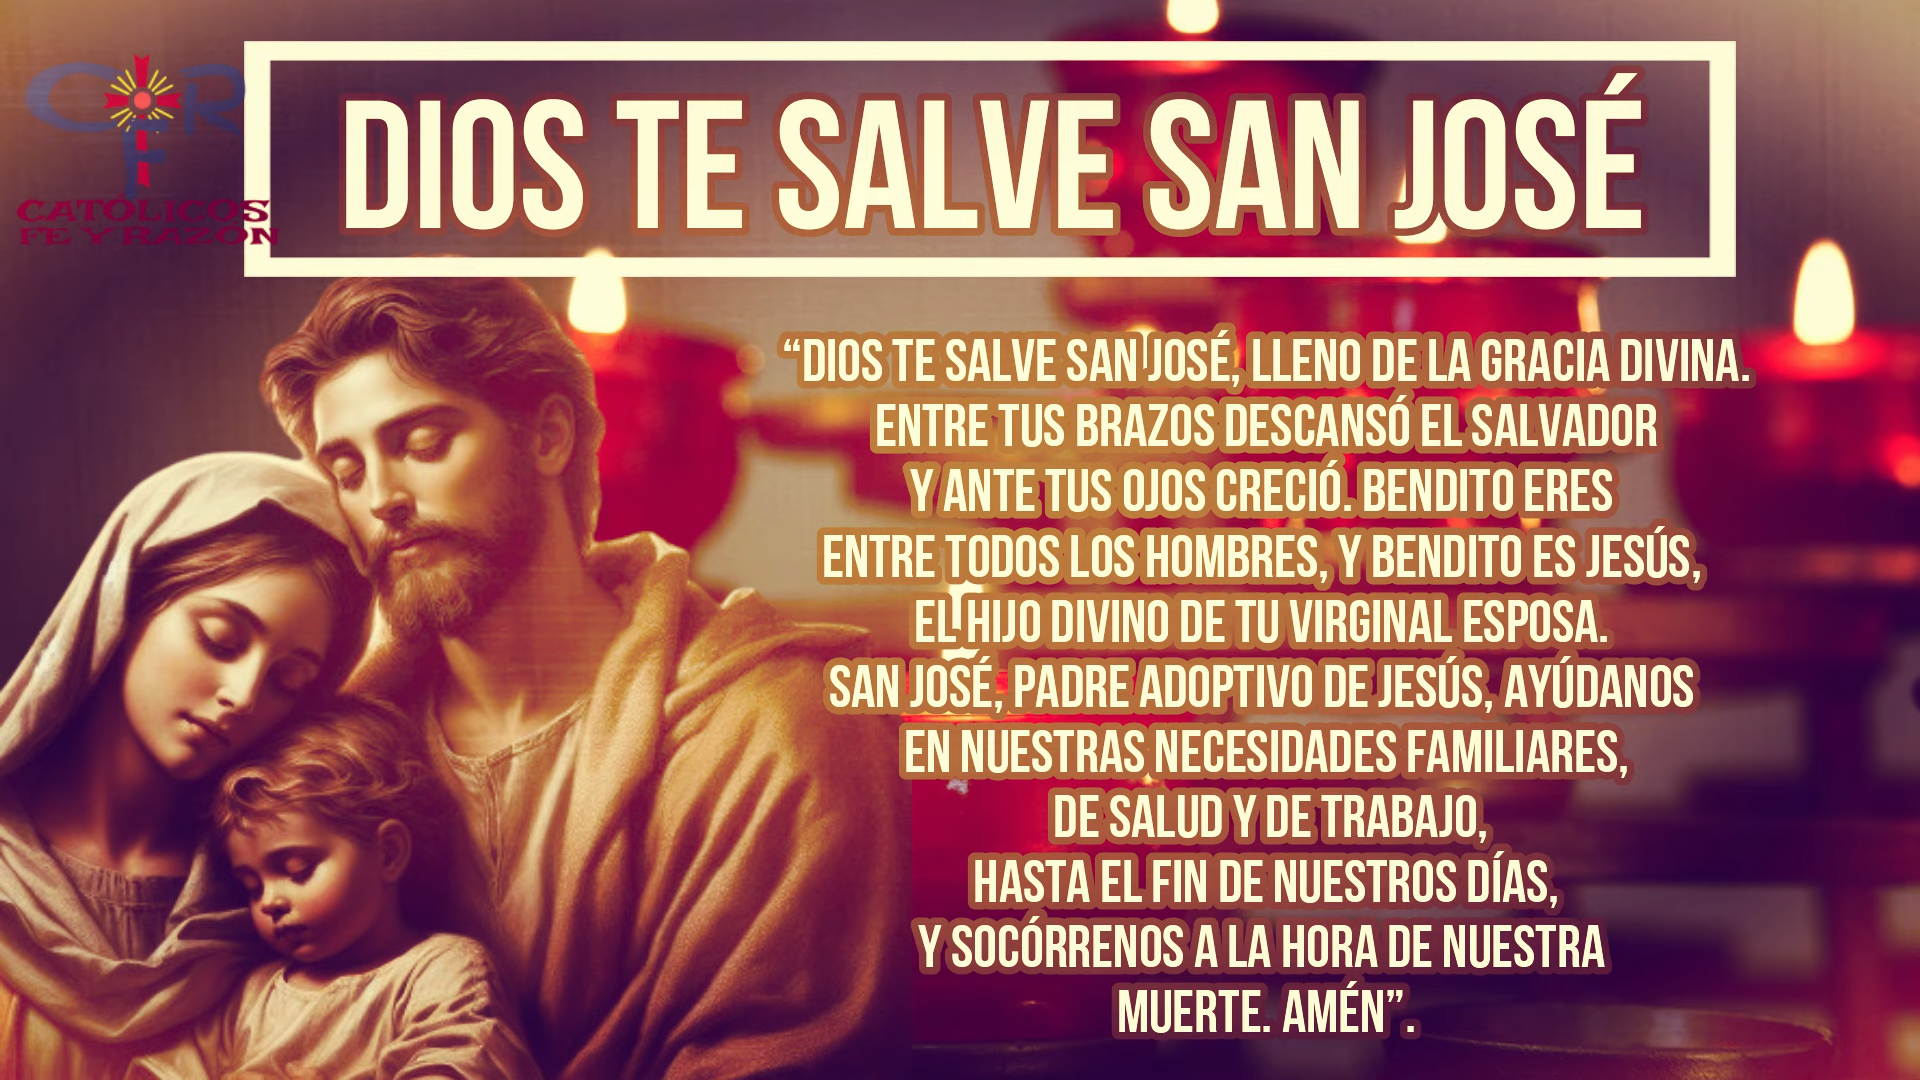 CFR
CATÓLICOS
FE Y RAZÓN
DIOS TE SALVE SAN JOSÉ
“DIOS TE SALVE SAN JOSÉ, LLENO DE LA GRACIA DIVINA.
ENTRE TUS BRAZOS DESCANSÓ EL SALVADOR
Y ANTE TUS OJOS CRECIÓ. BENDITO ERES
ENTRE TODOS LOS HOMBRES, Y BENDITO ES JESÚS,
EL HIJO DIVINO DE TU VIRGINAL ESPOSA.
SAN JOSÉ, PADRE ADOPTIVO DE JESÚS, AYÚDANOS
EN NUESTRAS NECESIDADES FAMILIARES,
DE SALUD Y DE TRABAJO,
HASTA EL FIN DE NUESTROS DÍAS,
Y SOCÓRRENOS A LA HORA DE NUESTRA
MUERTE. AMÉN”.